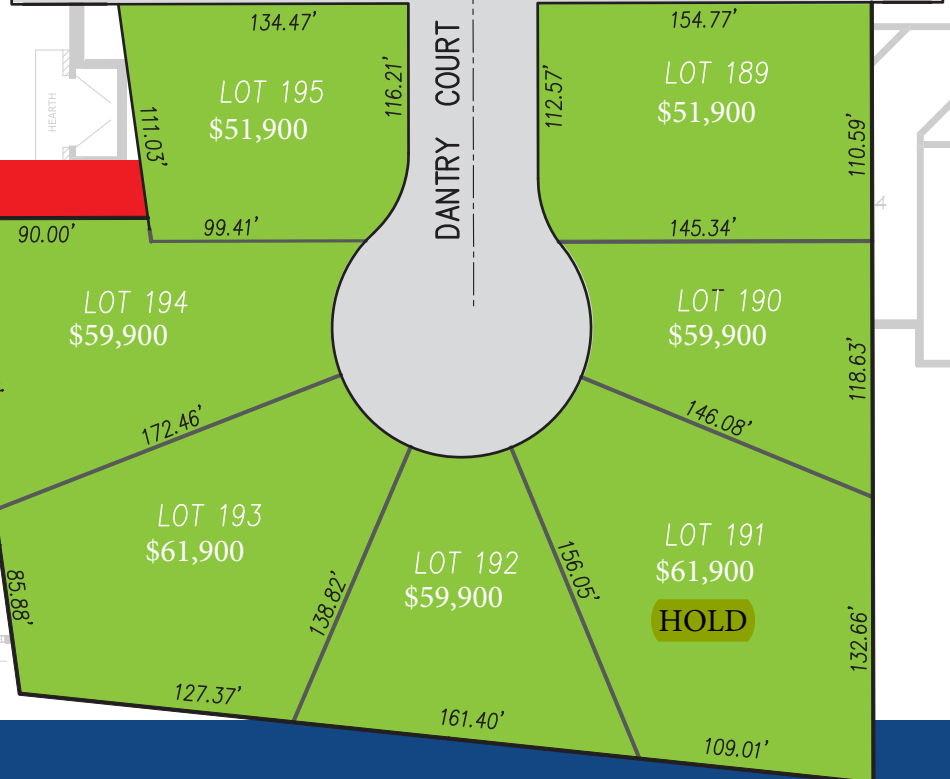 134.47’
154.77’
LOT 195
$51,900
116.21’
DANTRY COURT
112.57’
LOT 189
$51,900
HEARTH
111.03’
110.59’
90.00’
99.41’
145.34’
LOT 194
$59,900
LOT 190
$59,900
118.63’
172.46’
146.08’
LOT 193
$61,900
LOT 192
$59,900
LOT 191
$61,900
HOLD
85.88’
138.82’
156.05’
132.66’
127.37’
161.40’
109.01’